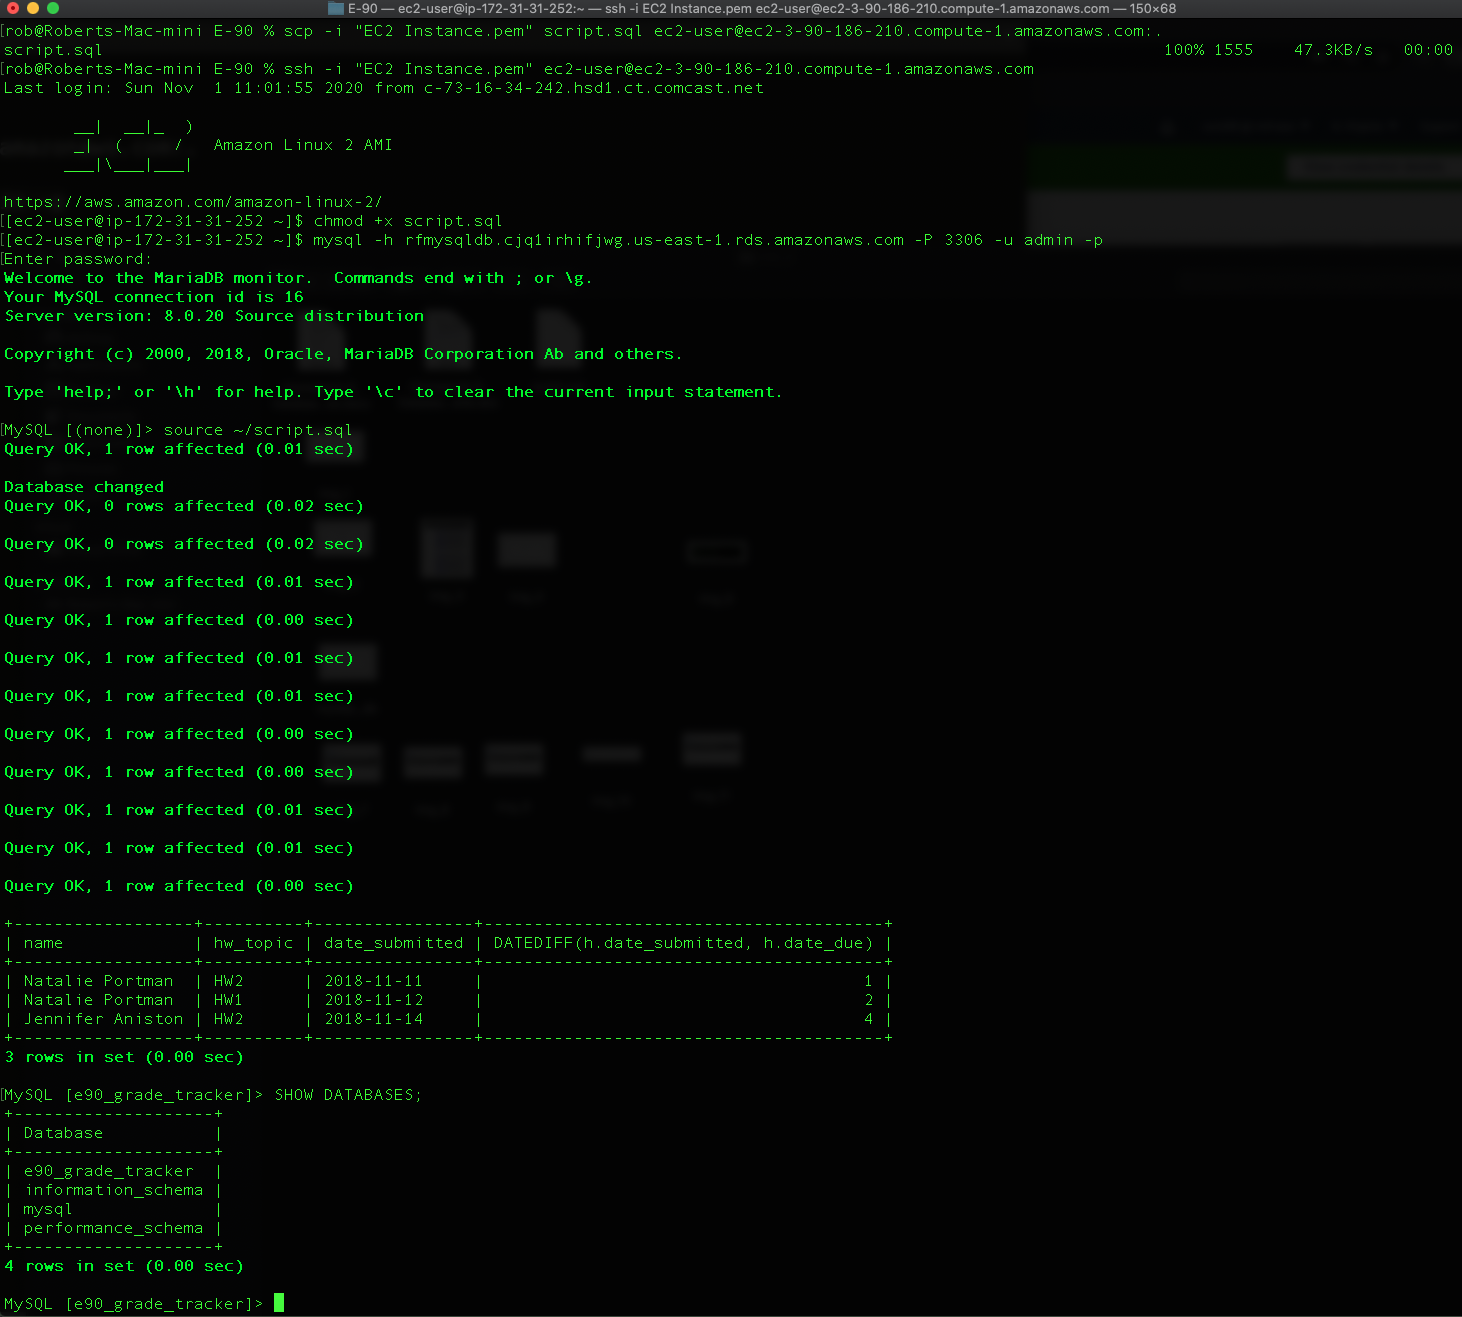 E-90 — ec2-user@ip-172-31-31-252:~ — ssh -i EC2 Instance.pem ec2-user@ec2-3-90-186-210.compute-1.amazonaws.com — 150×68
[rob@Roberts-Mac-mini E-90 % scp -i "EC2 Instance.pem" script.sql ec2-user@ec2-3-90-186-210.compute-1.amazonaws.com:.
script.sql 100% 1555 47.3KB/s 00:00
[rob@Roberts-Mac-mini E-90 % ssh -i "EC2 Instance.pem" ec2-user@ec2-3-90-186-210.compute-1.amazonaws.com
Last login: Sun Nov  1 11:01:55 2020 from c-73-16-34-242.hsd1.ct.comcast.net
       __|  __|_  )
       _|  (     /   Amazon Linux 2 AMI
      ___|\___|___|
https://aws.amazon.com/amazon-linux-2/
[[ec2-user@ip-172-31-31-252 ~]$ chmod +x script.sql
[[ec2-user@ip-172-31-31-252 ~]$ mysql -h rfmysqldb.cjq1irhifjwg.us-east-1.rds.amazonaws.com -P 3306 -u admin -p
[Enter password:
Welcome to the MariaDB monitor.  Commands end with ; or \g.
Your MySQL connection id is 16
Server version: 8.0.20 Source distribution
Copyright (c) 2000, 2018, Oracle, MariaDB Corporation Ab and others.
Type 'help;' or '\h' for help. Type '\c' to clear the current input statement.
[MySQL [(none)]> source ~/script.sql
Query OK, 1 row affected (0.01 sec)
Database changed
Query OK, 0 rows affected (0.02 sec)
Query OK, 0 rows affected (0.02 sec)
Query OK, 1 row affected (0.01 sec)
Query OK, 1 row affected (0.00 sec)
Query OK, 1 row affected (0.01 sec)
Query OK, 1 row affected (0.01 sec)
Query OK, 1 row affected (0.00 sec)
Query OK, 1 row affected (0.00 sec)
Query OK, 1 row affected (0.01 sec)
Query OK, 1 row affected (0.01 sec)
Query OK, 1 row affected (0.00 sec)
+------------------+----------+----------------+----------------------------------------+
| name             | hw_topic | date_submitted | DATEDIFF(h.date_submitted, h.date_due) |
+------------------+----------+----------------+----------------------------------------+
| Natalie Portman  | HW2      | 2018-11-11     |                                      1 |
| Natalie Portman  | HW1      | 2018-11-12     |                                      2 |
| Jennifer Aniston | HW2      | 2018-11-14     |                                      4 |
+------------------+----------+----------------+----------------------------------------+
3 rows in set (0.00 sec)
[MySQL [e90_grade_tracker]> SHOW DATABASES;
+--------------------+
| Database           |
+--------------------+
| e90_grade_tracker  |
| information_schema |
| mysql              |
| performance_schema |
+--------------------+
4 rows in set (0.00 sec)
MySQL [e90_grade_tracker]>